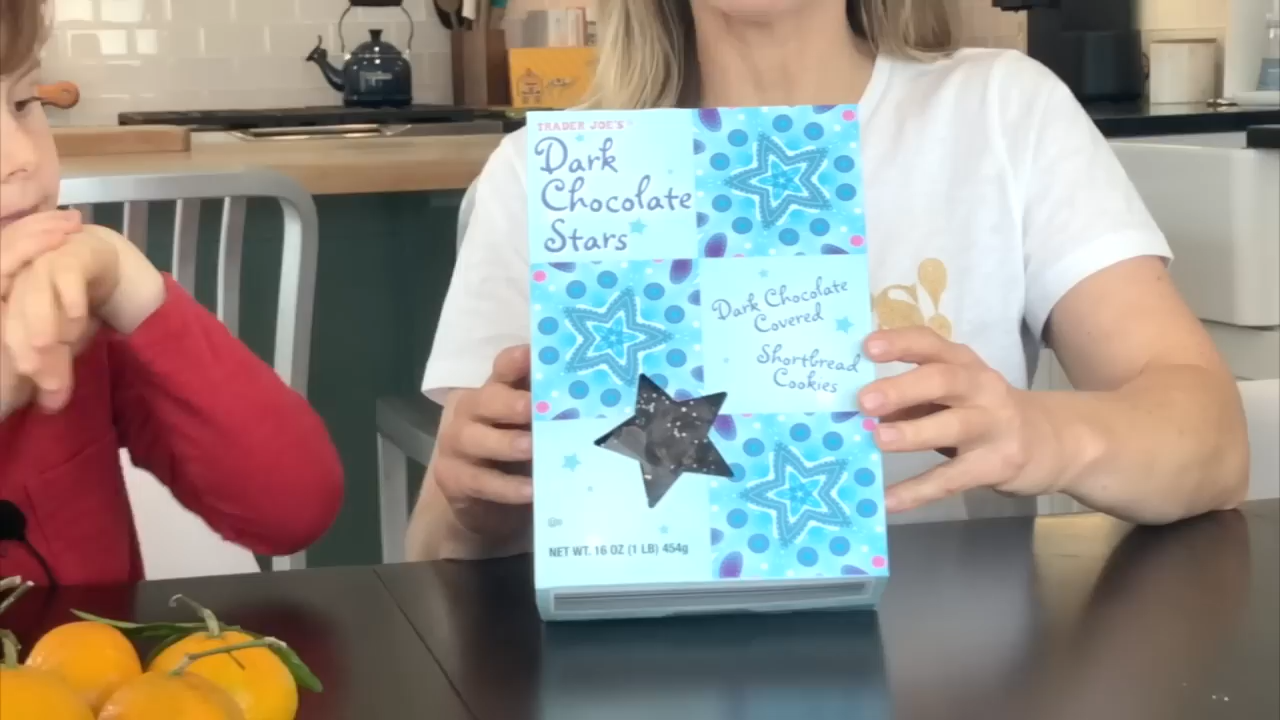 TRADER JOE'S
Dark
Chocolate
Stars
Dark Chocolate
Covered
Shortbread
Cookies
NET WT. 16 OZ (1 LB) 454g